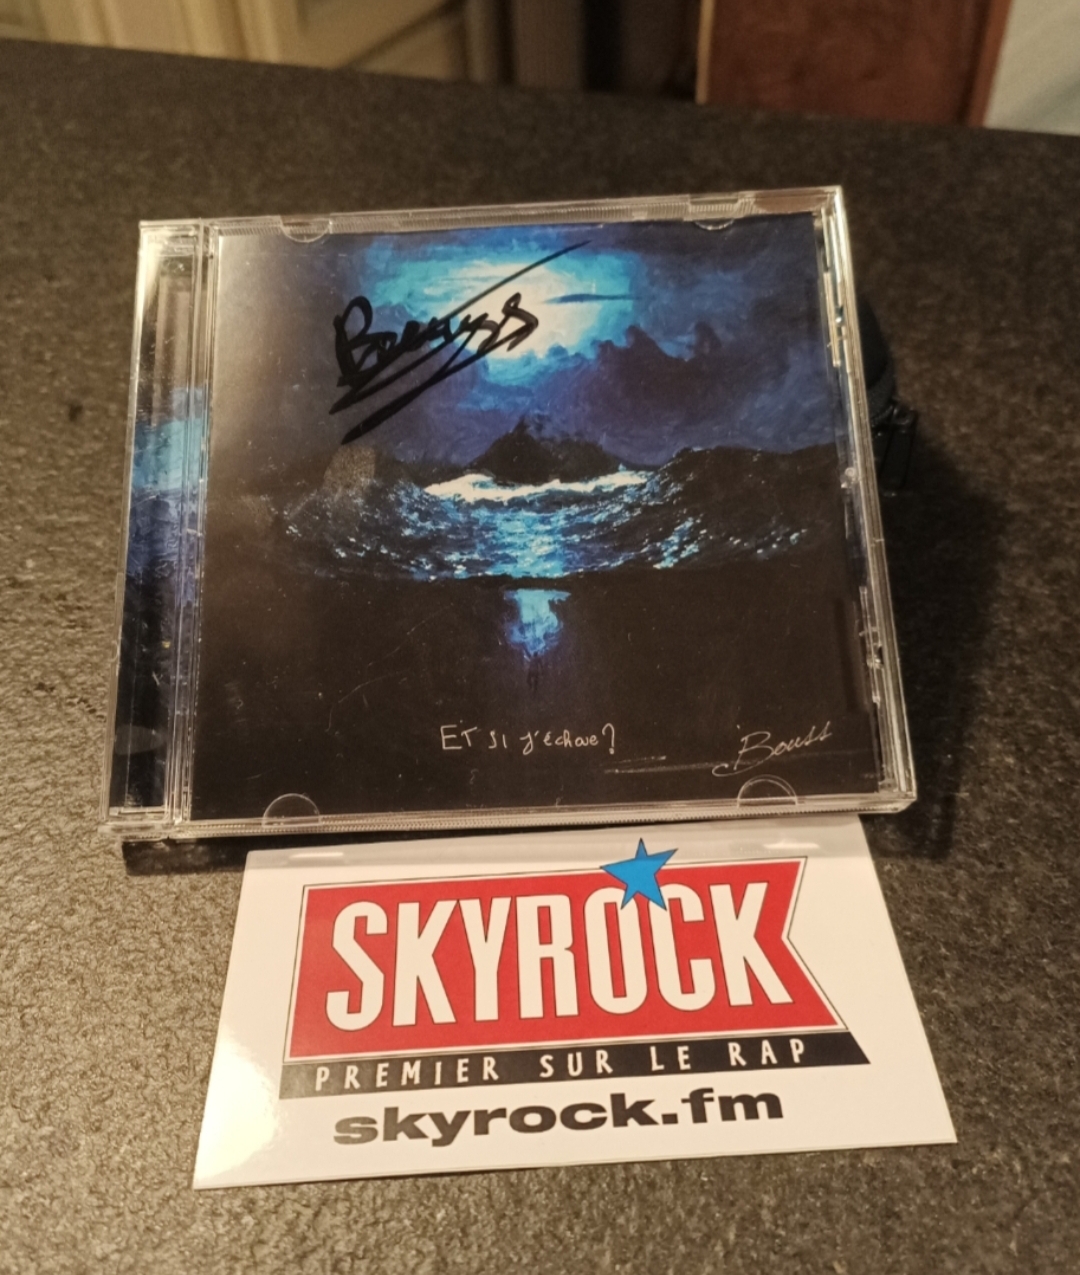 Bouss
ET SI j'échoue?
Bouss
SKYROCK
PREMIER SUR LE RAP
skyrock.fm